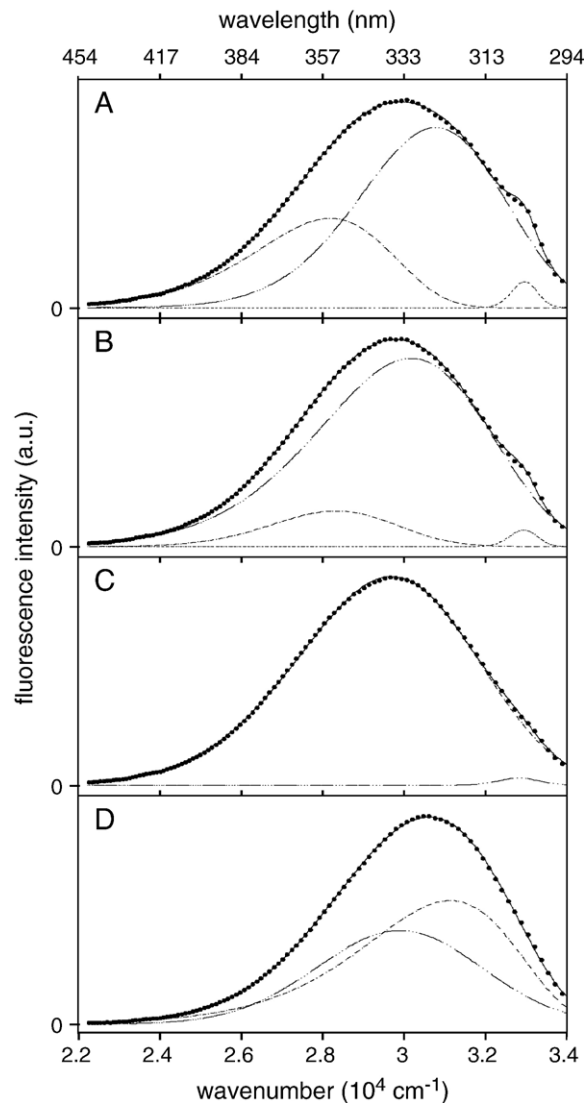 wavelength (nm)
454 417 384 357 333 313 294
A
0
B
0
fluorescence intensity (a.u.)
C
0
D
0
2.2 2.4 2.6 2.8 3 3.2 3.4
wavenumber (10⁴ cm⁻¹)